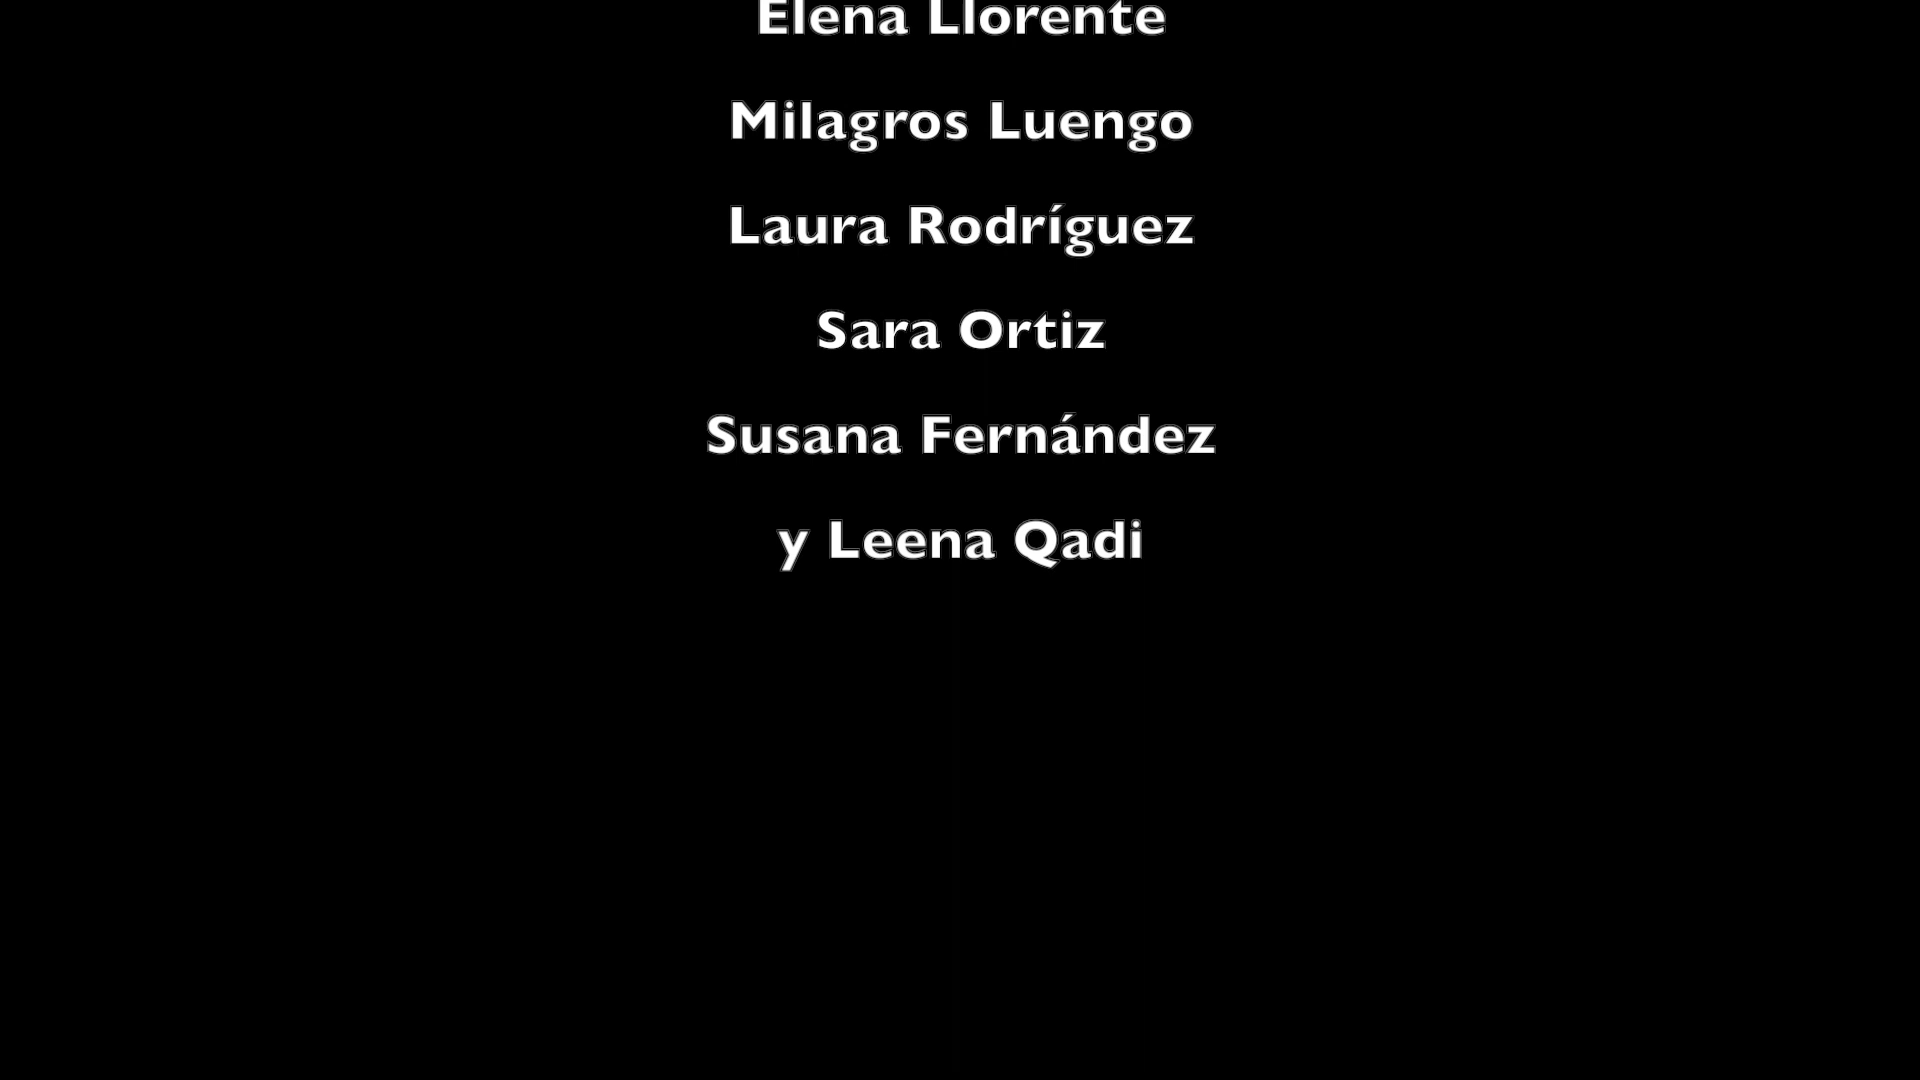 Elena Llorente
Milagros Luengo
Laura Rodríguez
Sara Ortiz
Susana Fernández
y Leena Qadi